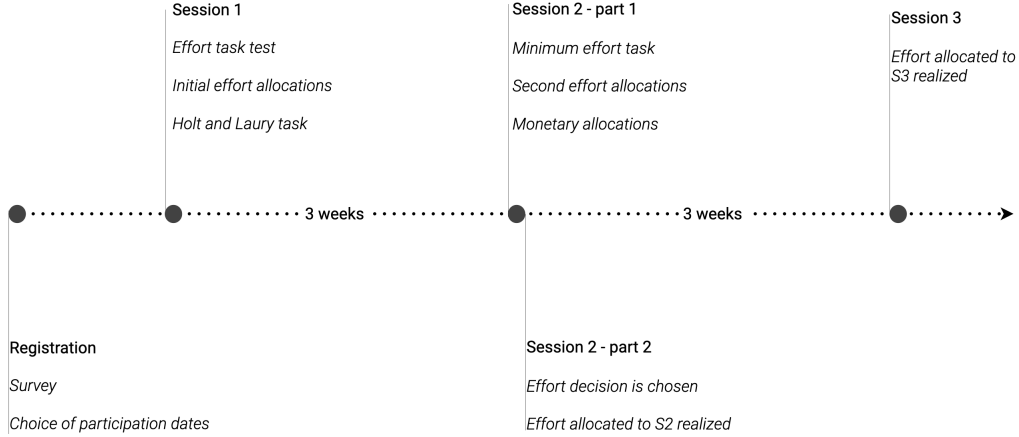 Session 1
Effort task test
Initial effort allocations
Holt and Laury task
Session 2 - part 1
Minimum effort task
Second effort allocations
Monetary allocations
Session 3
Effort allocated to
S3 realized
3 weeks
3 weeks
Registration
Survey
Choice of participation dates
Session 2 - part 2
Effort decision is chosen
Effort allocated to S2 realized